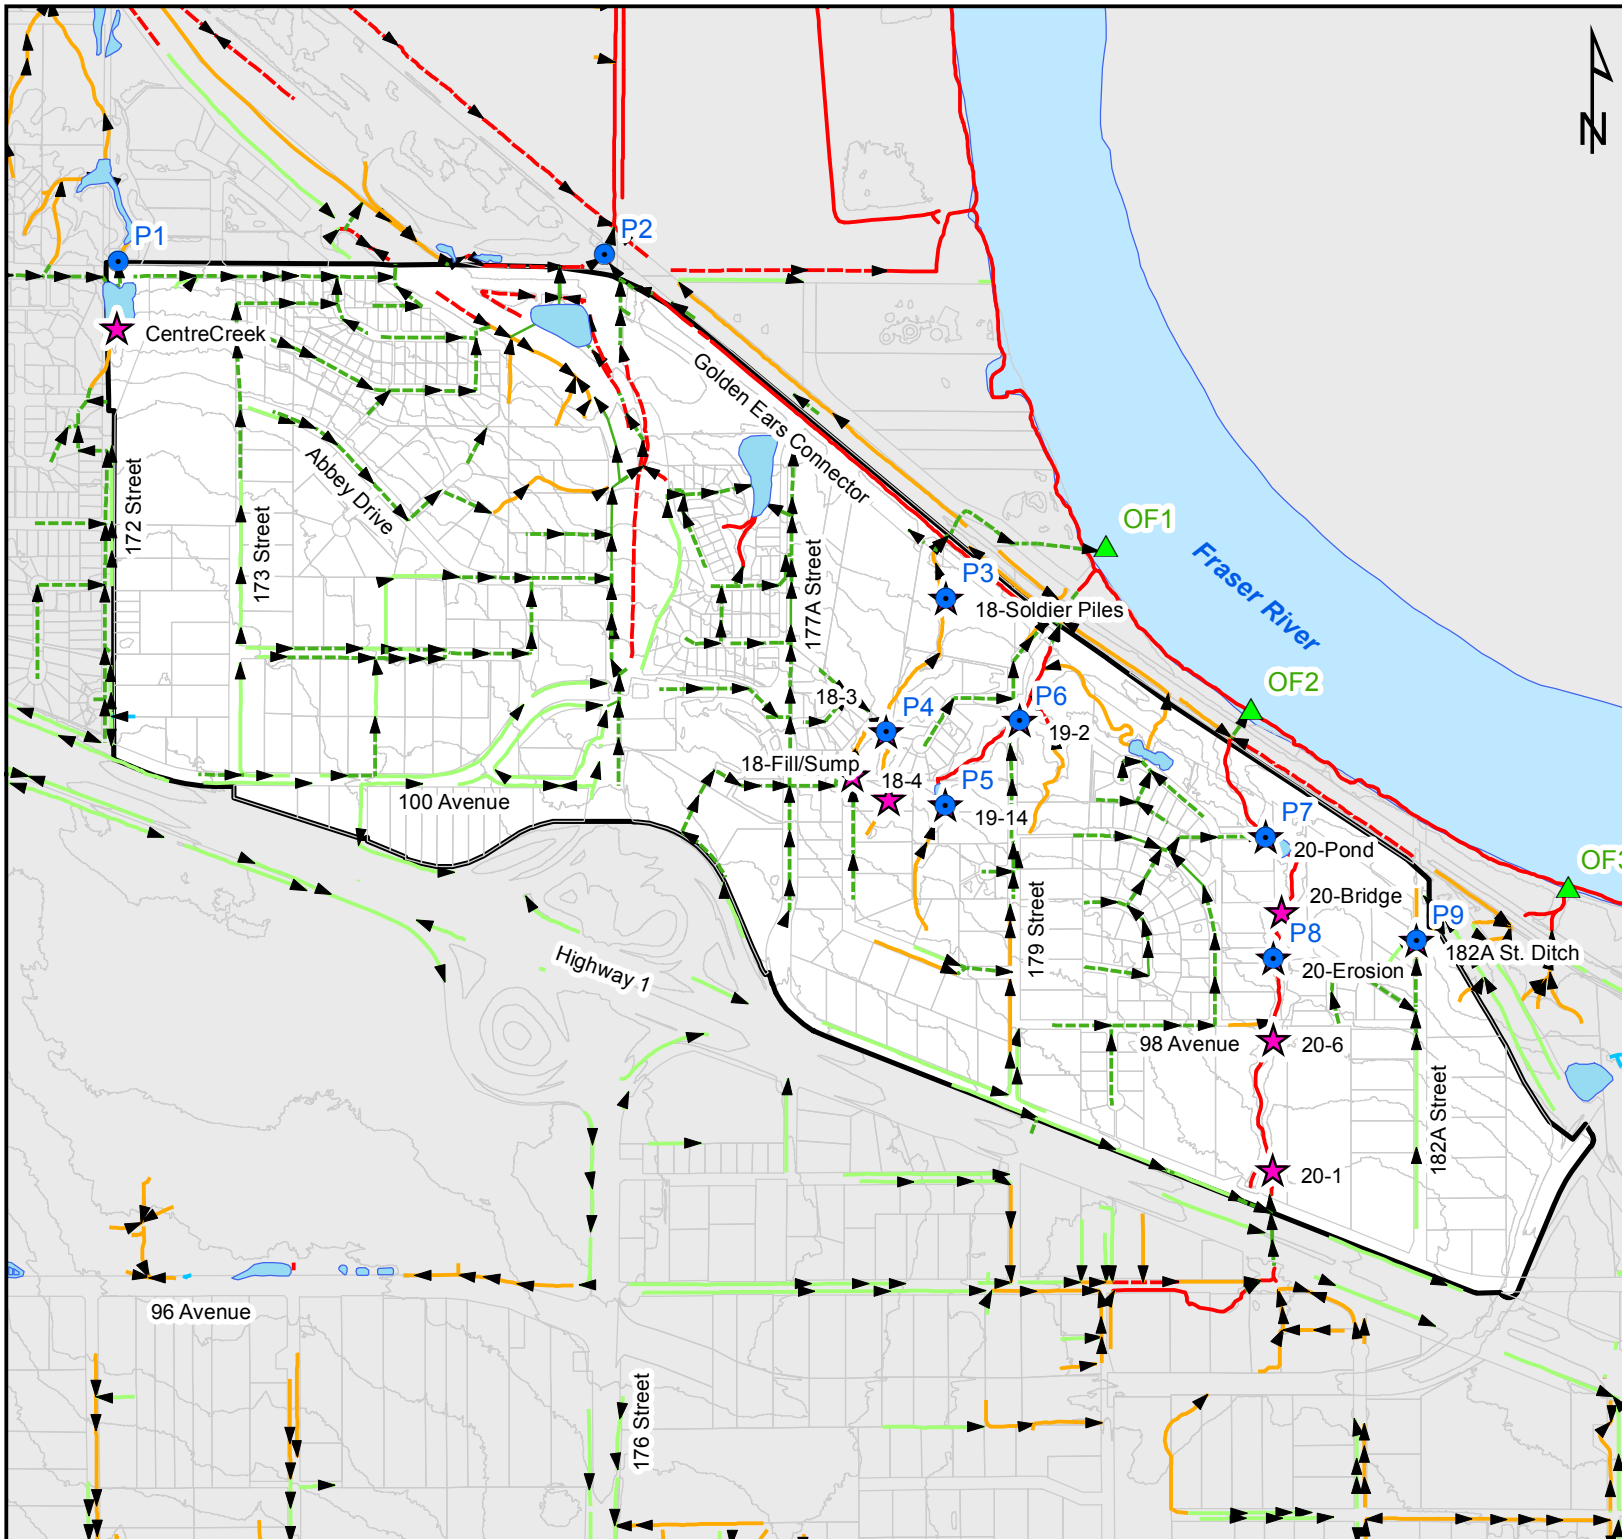 N
P1
P2
CentreCreek
Golden Ears Connector
Abbey Drive
172 Street
173 Street
177A Street
OF1
Fraser River
P3
18-Soldier Piles
18-3
P4
P6
19-2
OF2
18-Fill/Sump
18-4
P5
19-14
100 Avenue
P7
20-Pond
OF3
20-Bridge
P9
179 Street
P8
182A St. Ditch
20-Erosion
Highway 1
98 Avenue
20-6
182A Street
20-1
96 Avenue
176 Street